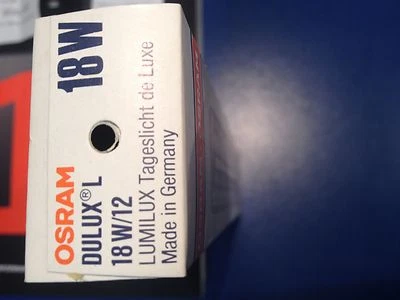 OSRAM
DULUX® L
18 W/12
LUMILUX Tageslicht de Luxe
Made in Germany
18W